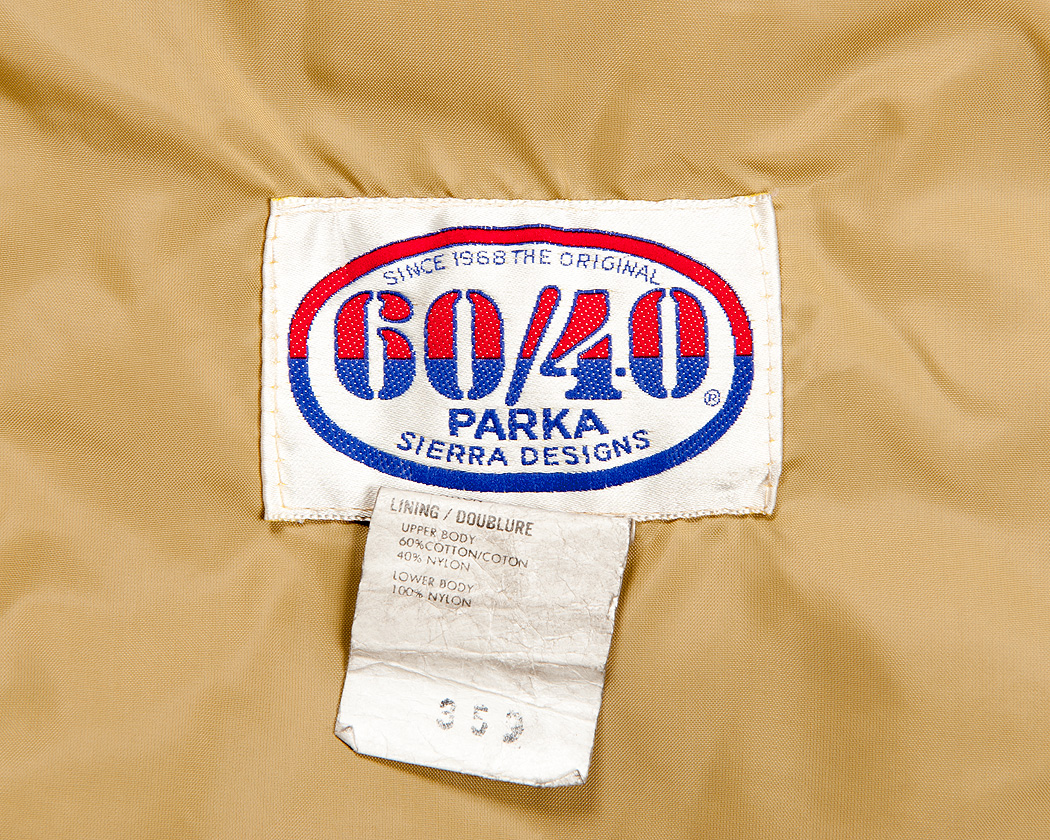 SINCE 1968 THE ORIGINAL
60/40
®
PARKA
SIERRA DESIGNS
LINING / DOUBLURE
UPPER BODY
60% COTTON/COTON
40% NYLON
LOWER BODY
100% NYLON
353